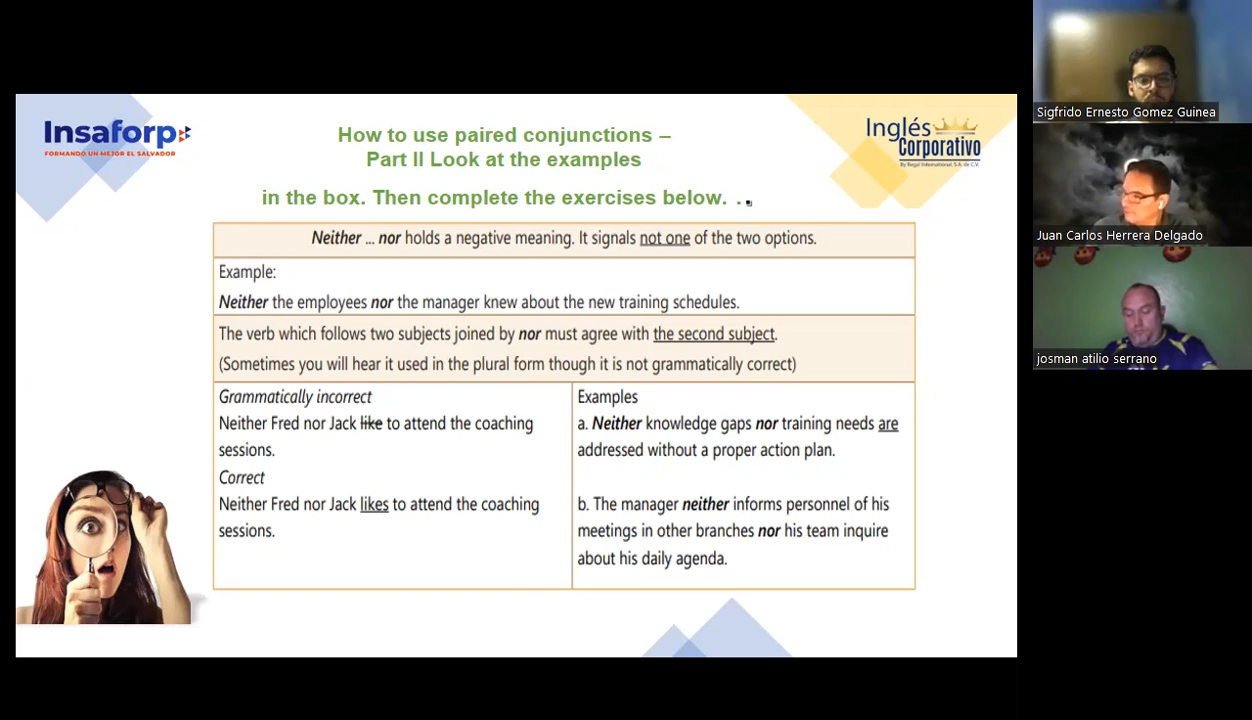 Insaforp
FORMANDO UN MEJOR EL SALVADOR
How to use paired conjunctions –
Part II Look at the examples
in the box. Then complete the exercises below. . .
Inglés
Corporativo
By Regal International, S.A. de C.V.
Neither ... nor holds a negative meaning. It signals not one of the two options.
Example:
Neither the employees nor the manager knew about the new training schedules.
The verb which follows two subjects joined by nor must agree with the second subject.
(Sometimes you will hear it used in the plural form though it is not grammatically correct)
Grammatically incorrect
Neither Fred nor Jack like to attend the coaching
sessions.
Correct
Neither Fred nor Jack likes to attend the coaching
sessions.
Examples
a. Neither knowledge gaps nor training needs are
addressed without a proper action plan.
b. The manager neither informs personnel of his
meetings in other branches nor his team inquire
about his daily agenda.
Sigfrido Ernesto Gomez Guinea
Juan Carlos Herrera Delgado
josman atilio serrano